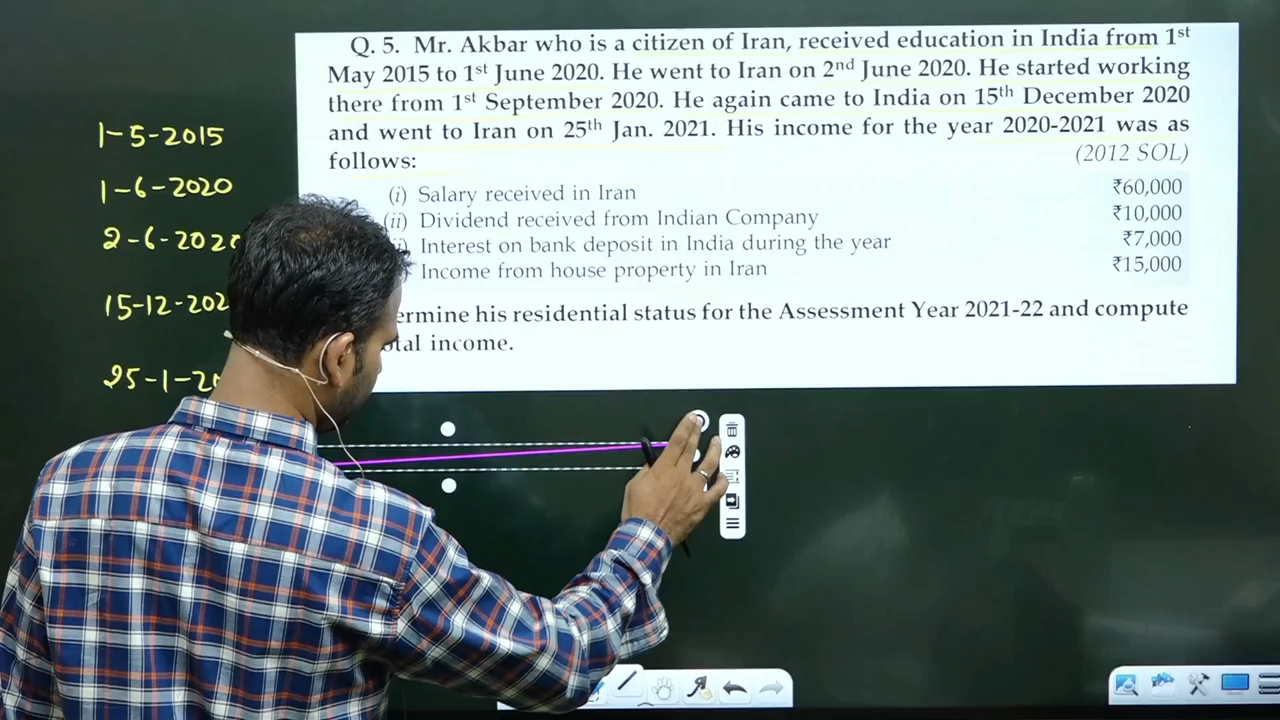 Q. 5. Mr. Akbar who is a citizen of Iran, received education in India from 1st
May 2015 to 1st June 2020. He went to Iran on 2nd June 2020. He started working
there from 1st September 2020. He again came to India on 15th December 2020
and went to Iran on 25th Jan. 2021. His income for the year 2020-2021 was as
follows:
(2012 SOL)
(i) Salary received in Iran ₹60,000
(ii) Dividend received from Indian Company ₹10,000
Interest on bank deposit in India during the year ₹7,000
Income from house property in Iran ₹15,000
his residential status for the Assessment Year 2021-22 and compute
income.
1-5-2015
1-6-2020
2-6-2020
15-12-202
25-1-20